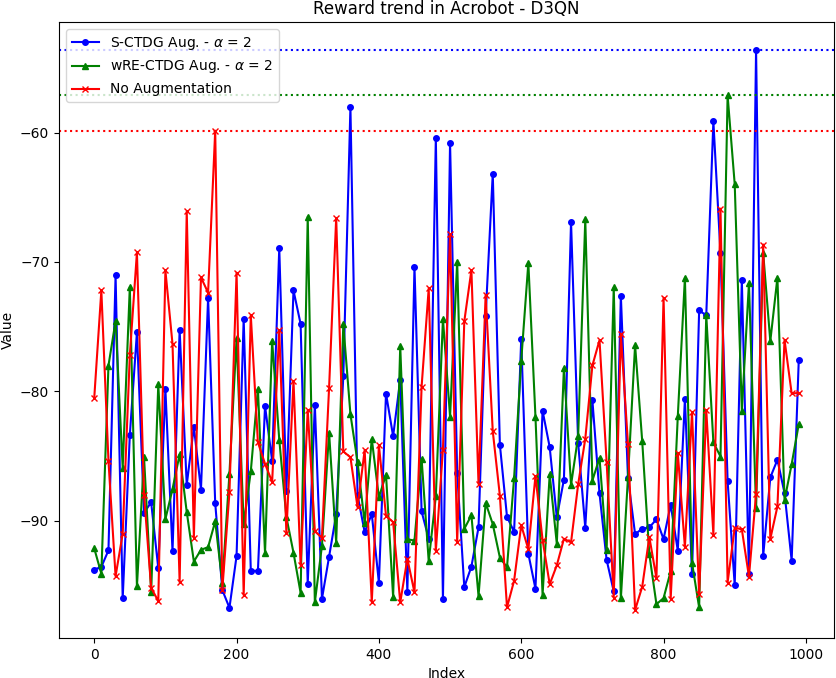 Reward trend in Acrobot - D3QN
S-CTDG Aug. - α = 2
wRE-CTDG Aug. - α = 2
No Augmentation
Value
−60
−70
−80
−90
0 200 400 600 800 1000
Index